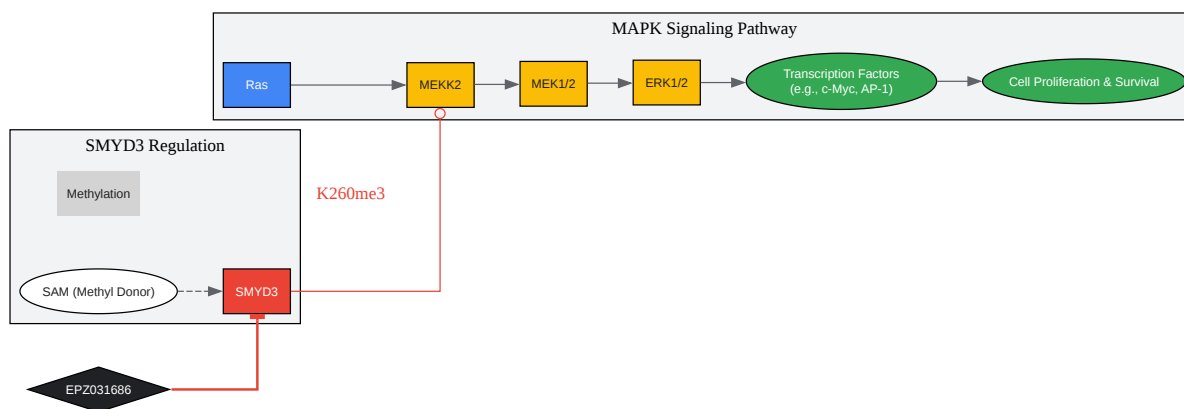 MAPK Signaling Pathway
Ras
MEKK2
MEK1/2
ERK1/2
Transcription Factors
(e.g., c-Myc, AP-1)
Cell Proliferation & Survival
SMYD3 Regulation
Methylation
K260me3
SAM (Methyl Donor)
SMYD3
EPZ031686